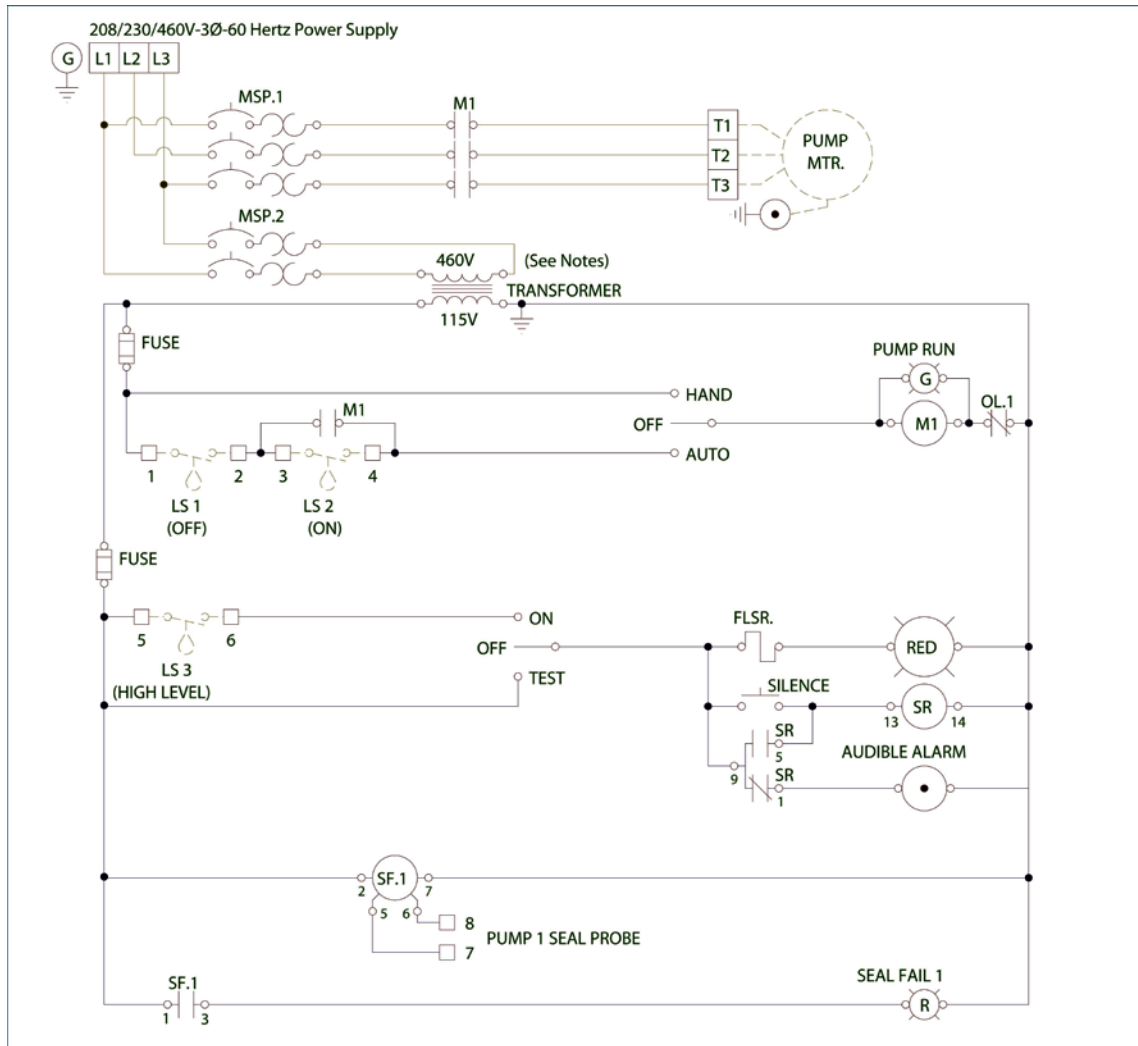 208/230/460V-3Ø-60 Hertz Power Supply
G L1 L2 L3
MSP.1
M1
T1
T2
T3
PUMP
MTR.
MSP.2
460V
(See Notes)
TRANSFORMER
115V
FUSE
HAND
OFF
AUTO
PUMP RUN
G
M1
OL.1
M1
1 2 3 4
LS 1
(OFF)
LS 2
(ON)
FUSE
5 6
LS 3
(HIGH LEVEL)
ON
OFF
TEST
FLSR.
RED
SILENCE
13 SR 14
SR
5
9
SR
1
AUDIBLE ALARM
2 SF.1 7
5 6
8
7
PUMP 1 SEAL PROBE
SF.1
1 3
SEAL FAIL 1
R